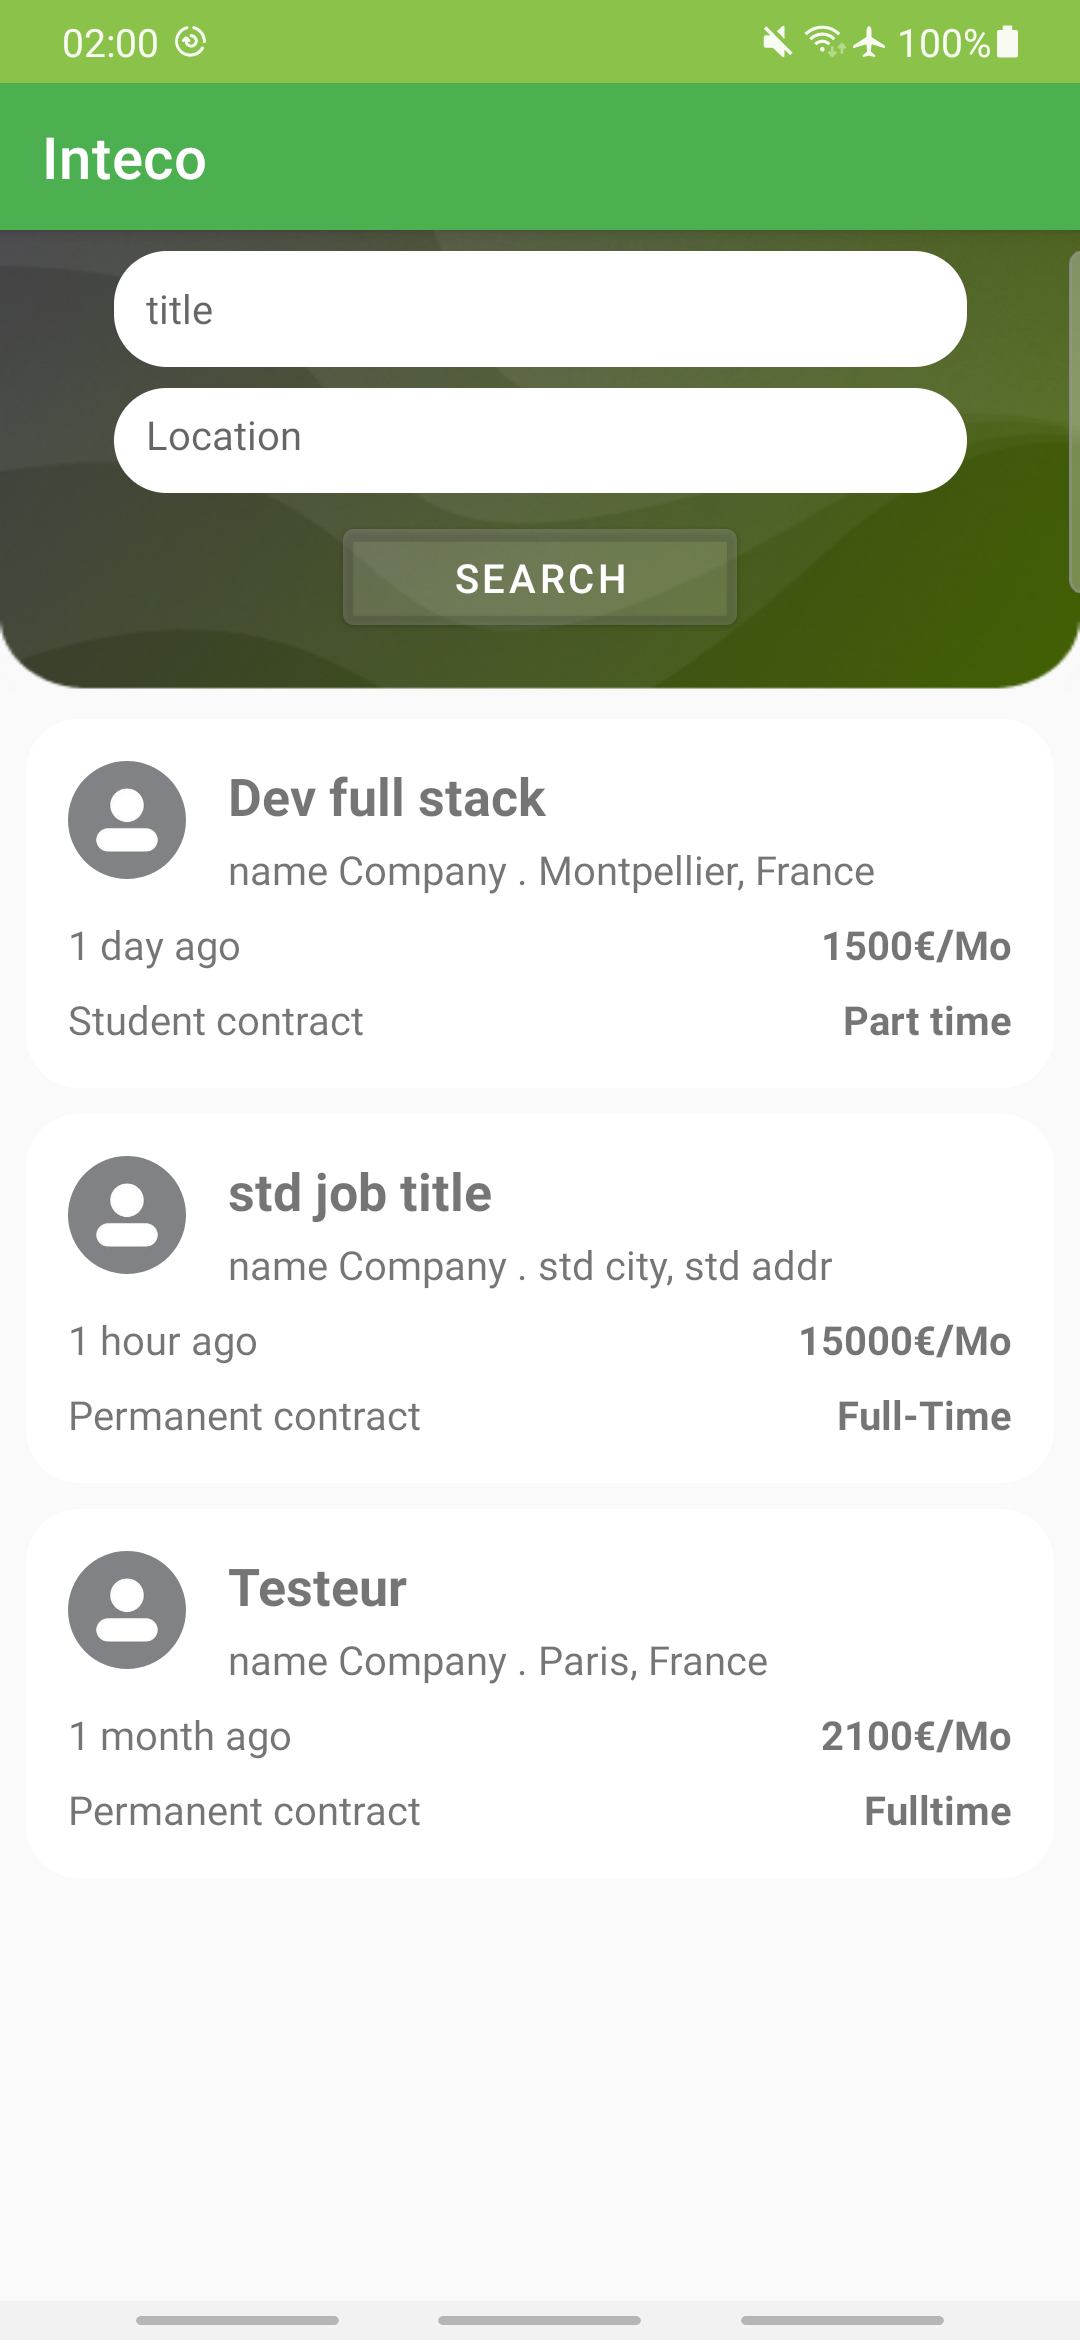 02:00 100%
Inteco
title
Location
SEARCH
Dev full stack
name Company . Montpellier, France
1 day ago 1500€/Mo
Student contract Part time
std job title
name Company . std city, std addr
1 hour ago 15000€/Mo
Permanent contract Full-Time
Testeur
name Company . Paris, France
1 month ago 2100€/Mo
Permanent contract Fulltime